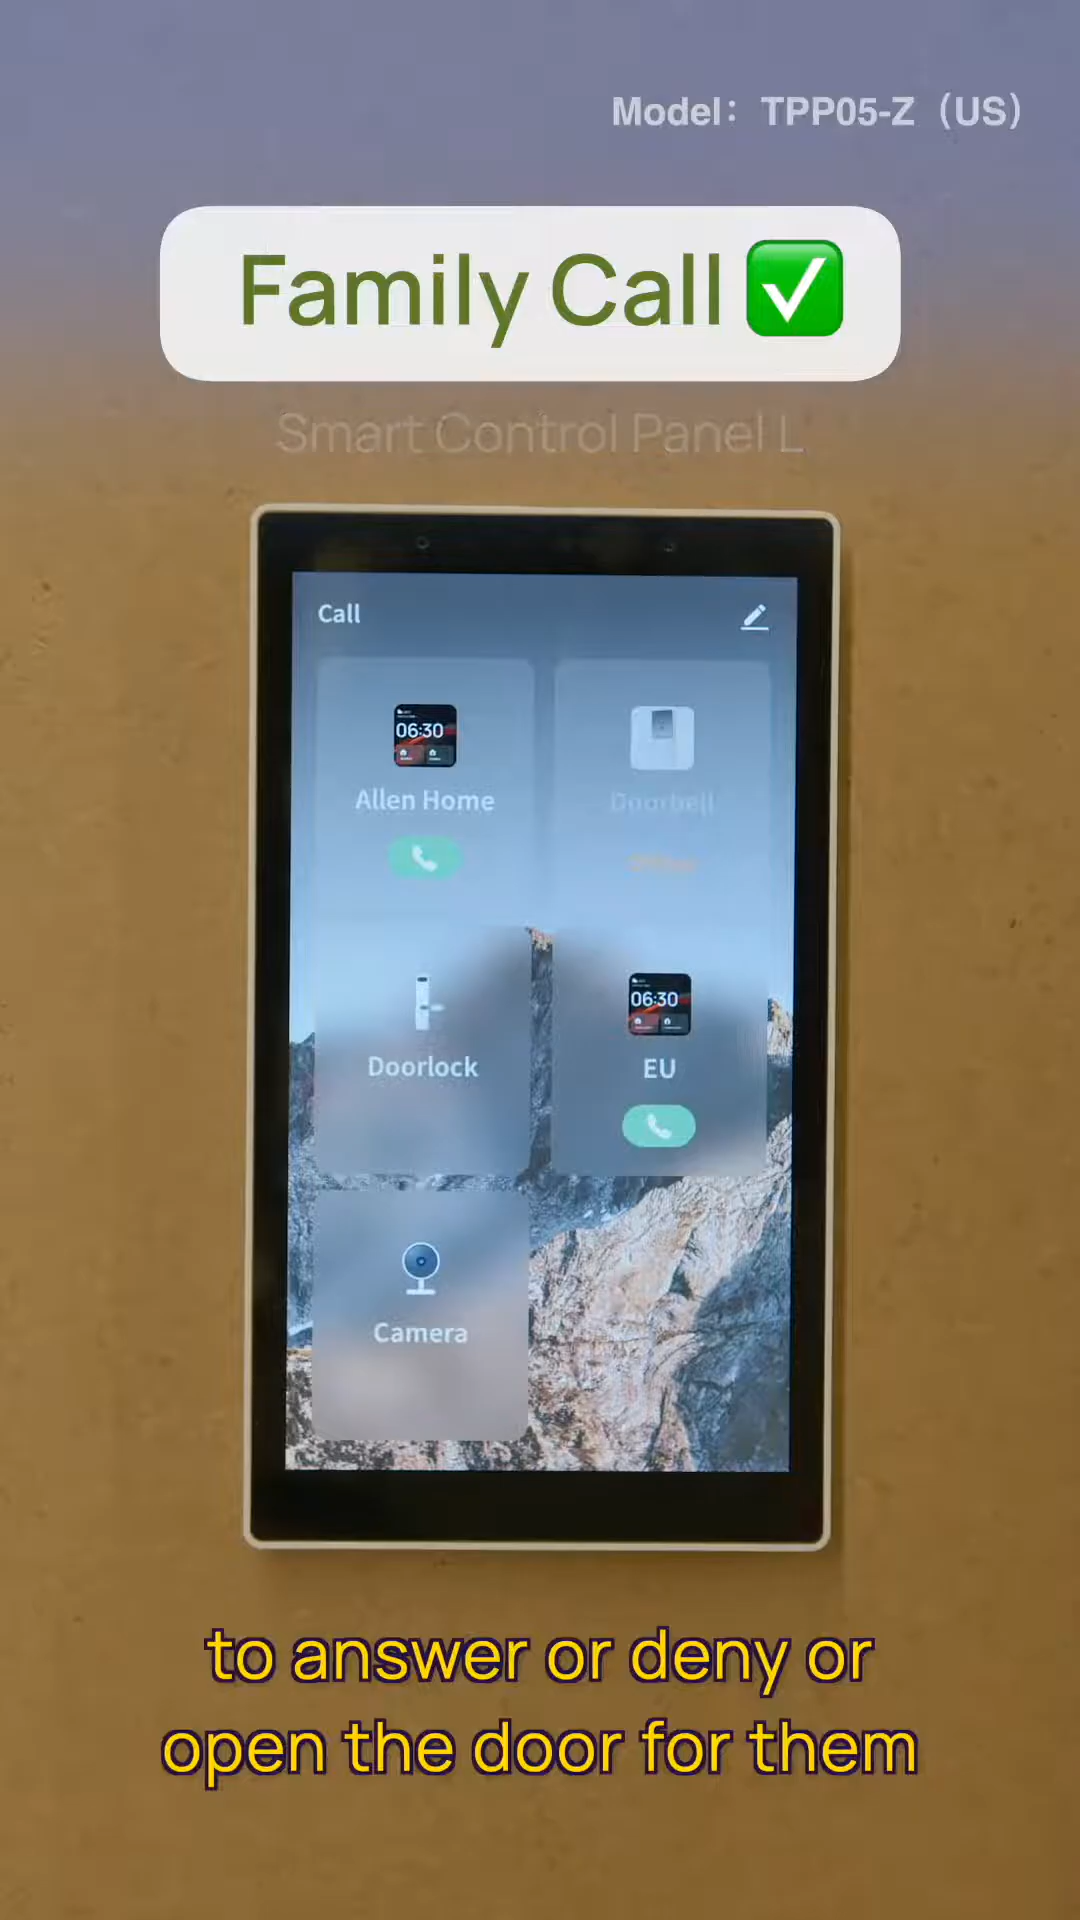 Model: TPP05-Z (US)
Family Call ✅
Smart Control Panel L
Call
06:30
Allen Home
Doorbell
Doorlock
06:30
EU
Camera
to answer or deny or
open the door for them